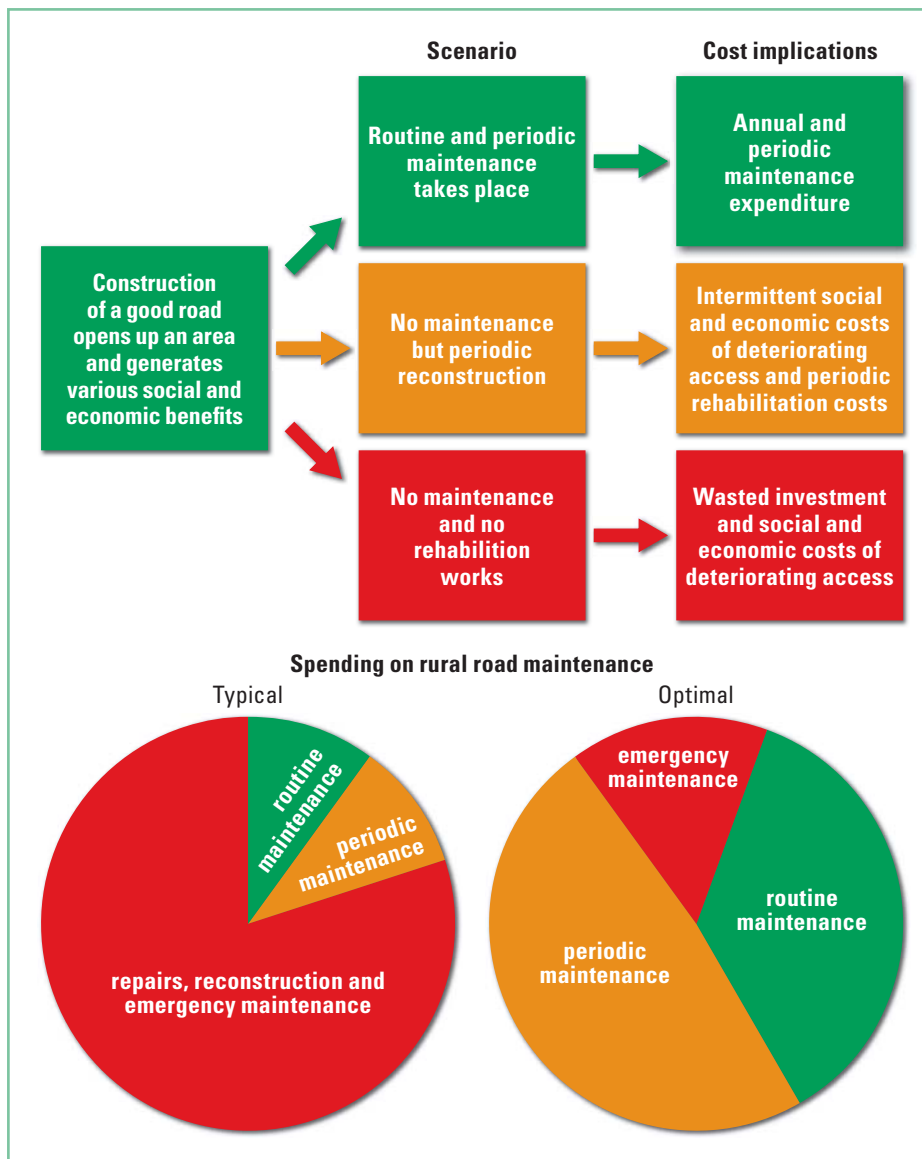 Scenario
Cost implications
Construction
of a good road
opens up an area
and generates
various social and
economic benefits
Routine and periodic
maintenance
takes place
Annual and
periodic
maintenance
expenditure
No maintenance
but periodic
reconstruction
Intermittent social
and economic costs
of deteriorating
access and periodic
rehabilitation costs
No maintenance
and no
rehabilition
works
Wasted investment
and social and
economic costs of
deteriorating access
Spending on rural road maintenance
Typical
routine
maintenance
periodic
maintenance
repairs, reconstruction and
emergency maintenance
Optimal
emergency
maintenance
routine
maintenance
periodic
maintenance